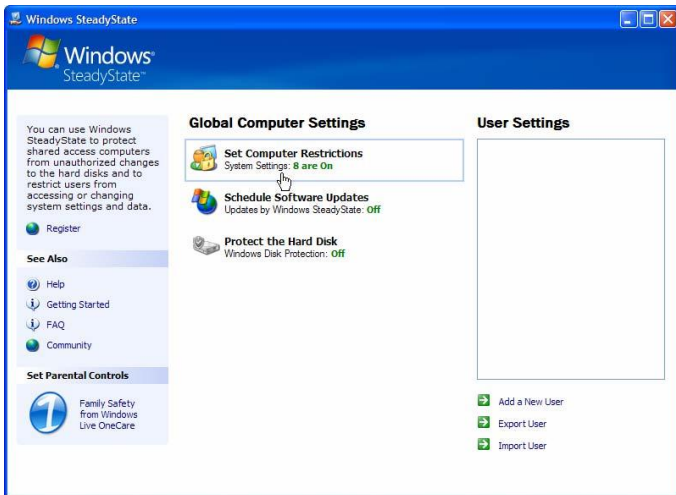 Windows SteadyState
Windows®
SteadyState™
You can use Windows
SteadyState to protect
shared access computers
from unauthorized changes
to the hard disks and to
restrict users from
accessing or changing
system settings and data.
Register
See Also
Help
Getting Started
FAQ
Community
Set Parental Controls
Family Safety
from Windows
Live OneCare
Global Computer Settings
Set Computer Restrictions
System Settings: 8 are On
Schedule Software Updates
Updates by Windows SteadyState: Off
Protect the Hard Disk
Windows Disk Protection: Off
User Settings
Add a New User
Export User
Import User